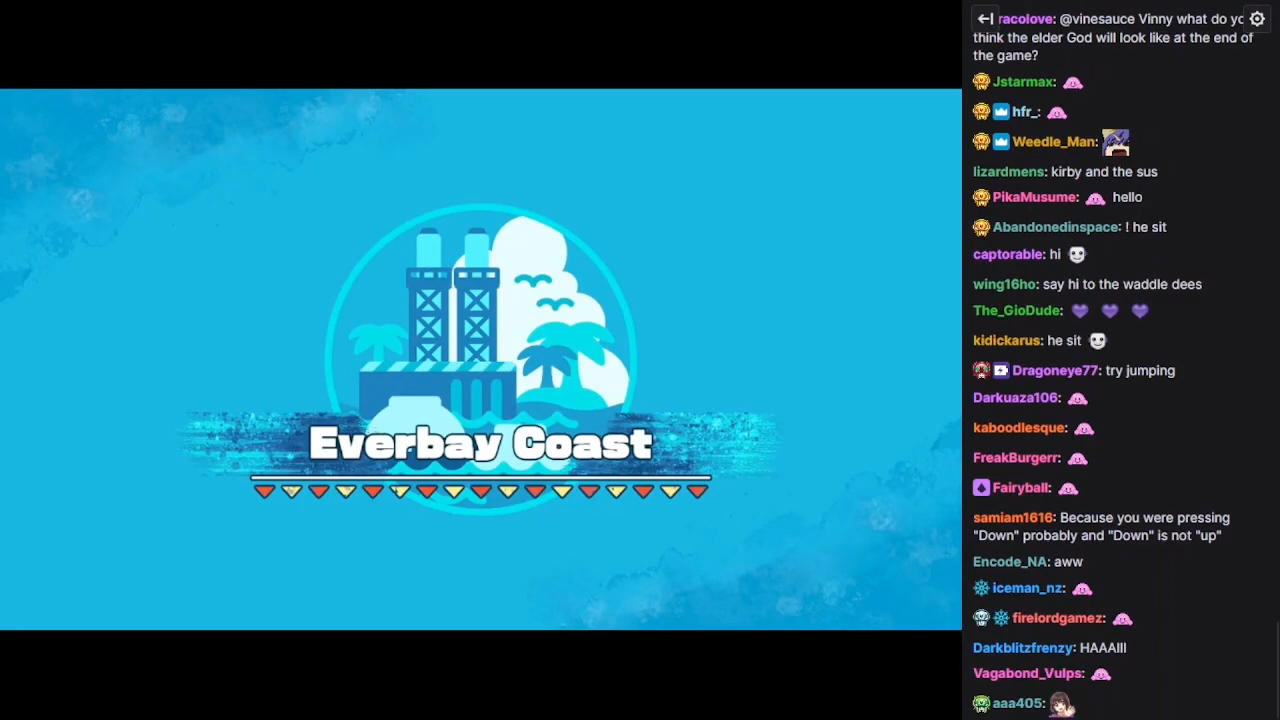 Everbay Coast
racolove: @vinesauce Vinny what do yo
think the elder God will look like at the end of
the game?
Jstarmax:
hfr_:
Weedle_Man:
lizardmens: kirby and the sus
PikaMusume: hello
Abandonedinspace: ! he sit
captorable: hi
wing16ho: say hi to the waddle dees
The_GioDude:
kidickarus: he sit
Dragoneye77: try jumping
Darkuaza106:
kaboodlesque:
FreakBurgerr:
Fairyball:
samiam1616: Because you were pressing
"Down" probably and "Down" is not "up"
Encode_NA: aww
iceman_nz:
firelordgamez:
Darkblitzfrenzy: HAAAIII
Vagabond_Vulps:
aaa405: